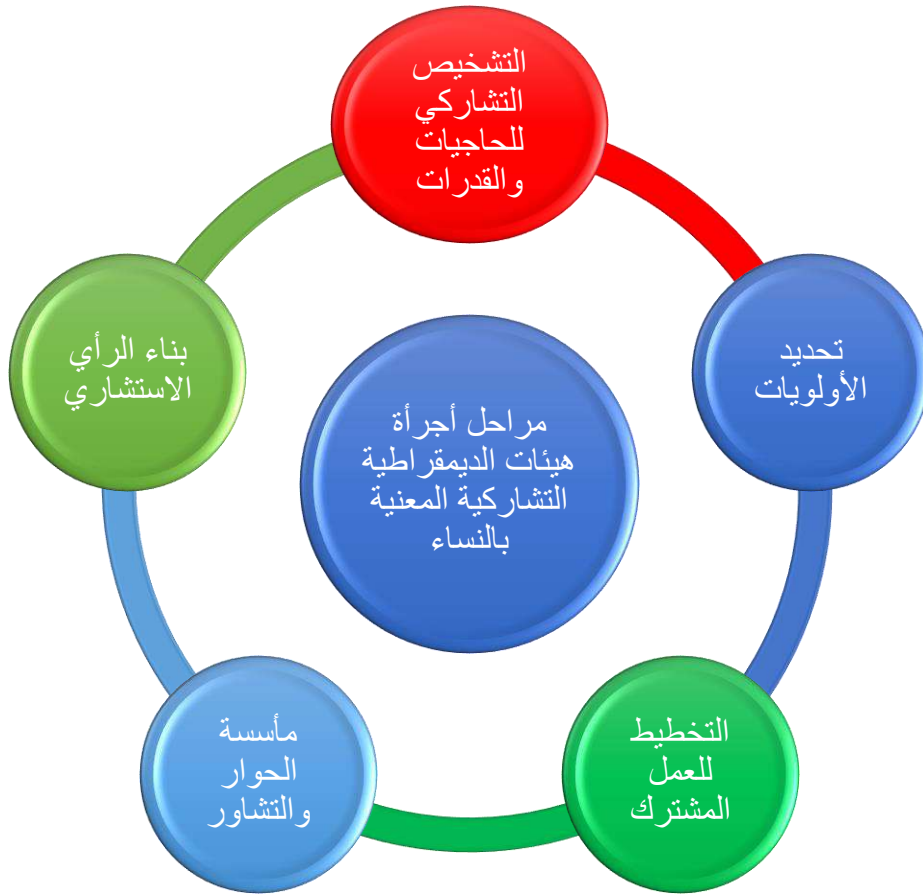 التشخيص
التشاركي
للحاجيات
والقدرات
تحديد
الأولويات
التخطيط
للعمل
المشترك
مأسسة
الحوار
والتشاور
بناء الرأي
الاستشاري
مراحل أجرأة
هيئات الديمقراطية
التشاركية المعنية
بالنساء